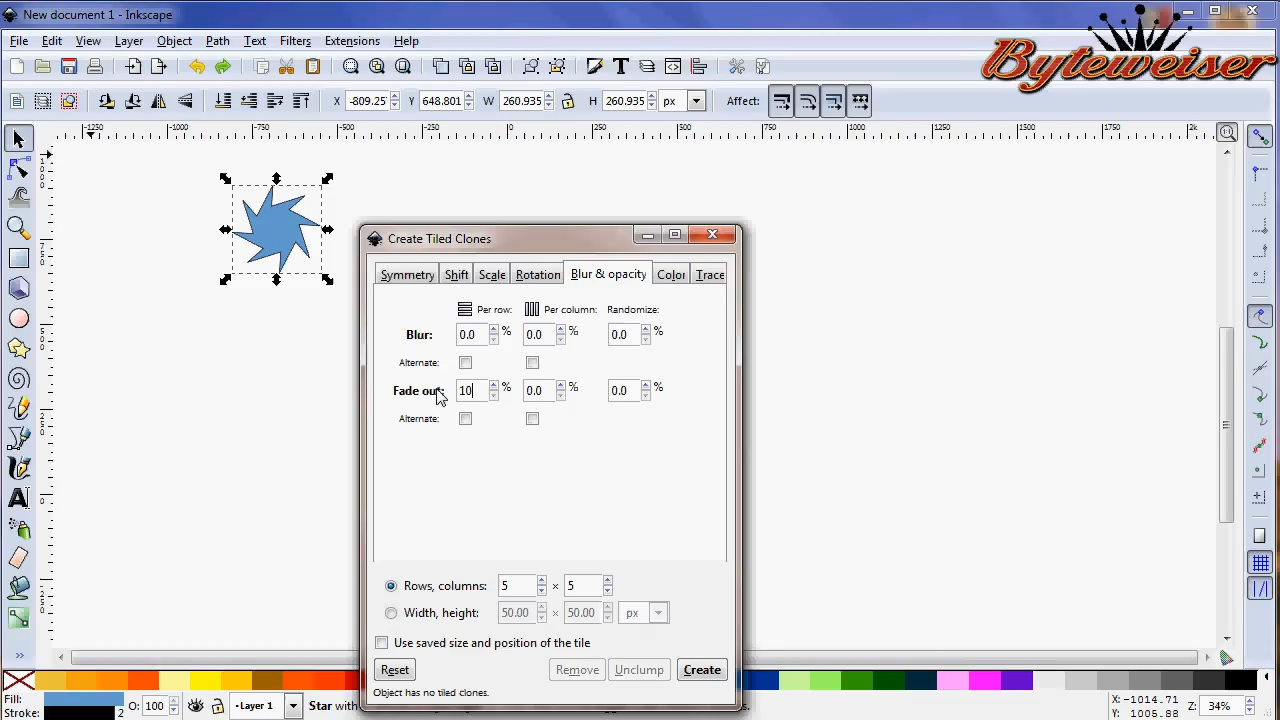 New document 1 - Inkscape
Byteweiser
File Edit View Layer Object Path Text Filters Extensions Help
X -809.25 Y 648.801 W 260.935 H 260.935 px Affect:
-1250 -1000 -750 -500 -250 0 250 500 750 1000 1250 1500 1750 2k
Create Tiled Clones
Symmetry Shift Scale Rotation Blur & opacity Color Trace
Per row: Per column: Randomize:
Blur: 0.0 % 0.0 % 0.0 %
Alternate:
Fade out: 10 % 0.0 % 0.0 %
Alternate:
Rows, columns: 5 × 5
Width, height: 50.00 × 50.00 px
Use saved size and position of the tile
Reset Remove Unclump Create
Object has no tiled clones.
Fill:
Stroke: 2
O: 100
Layer 1
Star with
X: -1014.71
Y: 1005.88
Z: 34%